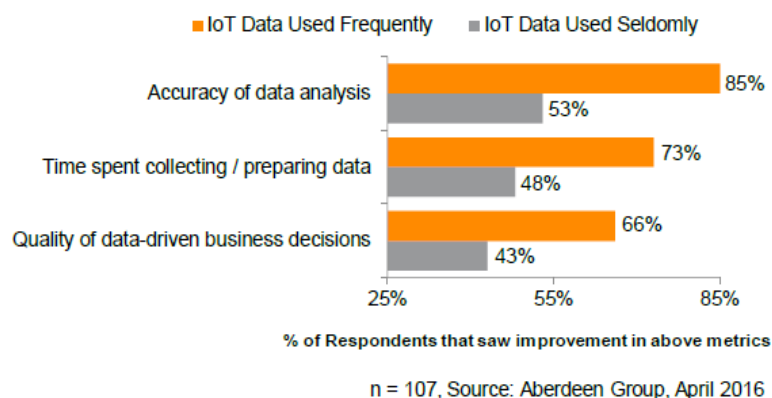 IoT Data Used Frequently IoT Data Used Seldomly
Accuracy of data analysis
85%
53%
Time spent collecting / preparing data
73%
48%
Quality of data-driven business decisions
66%
43%
25% 55% 85%
% of Respondents that saw improvement in above metrics
n = 107, Source: Aberdeen Group, April 2016